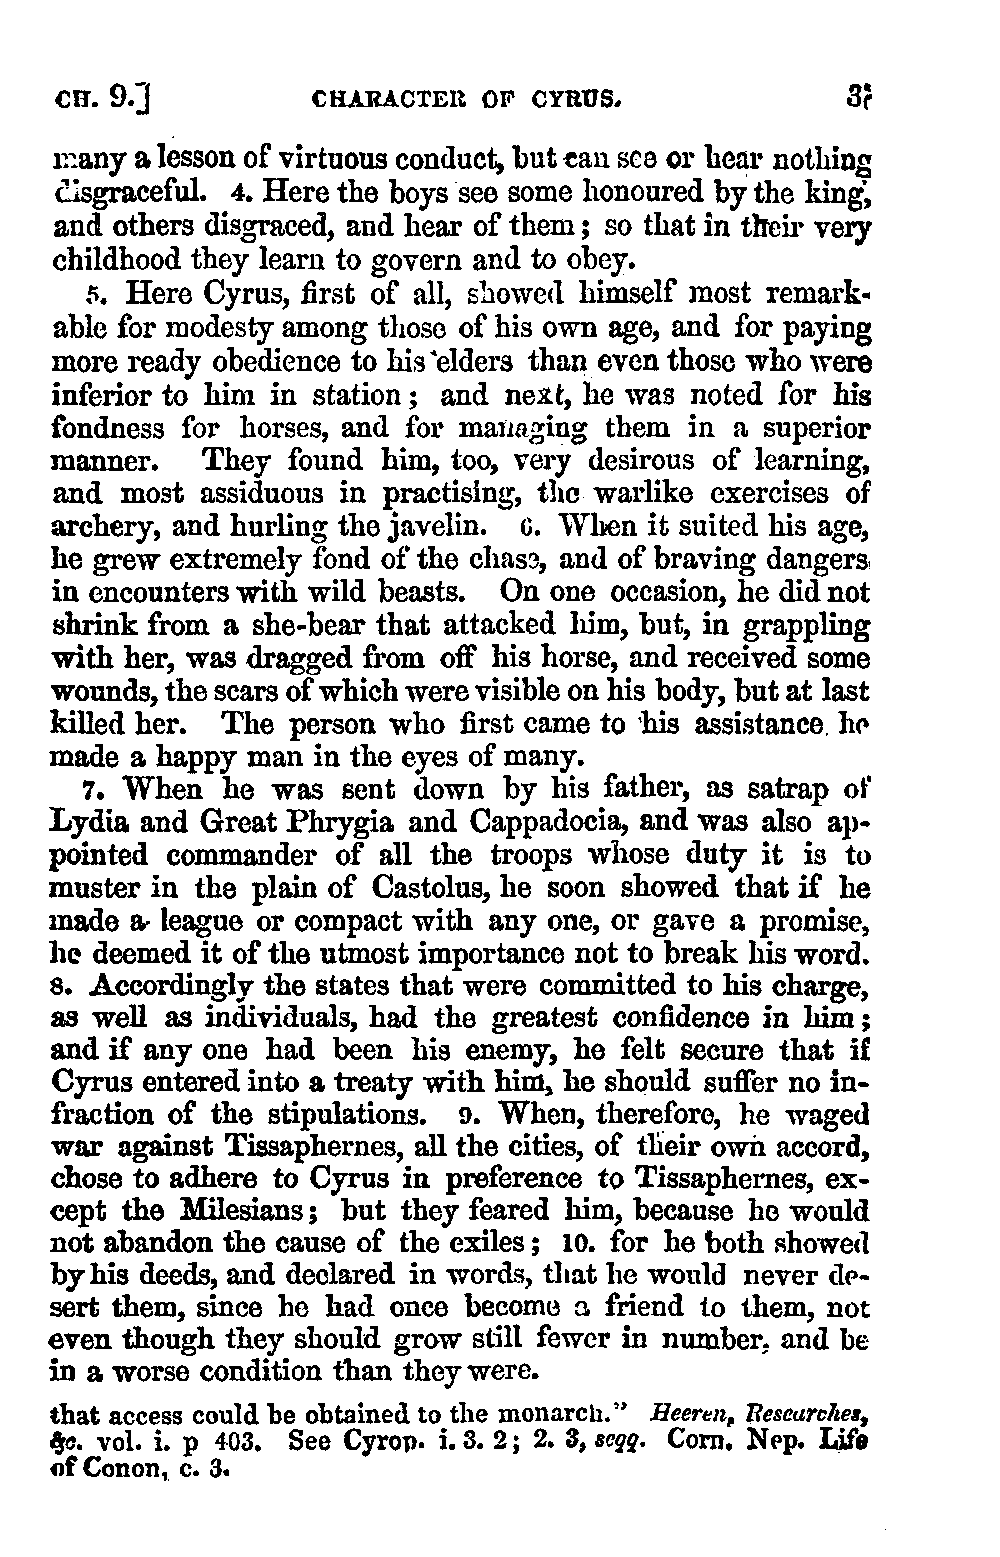 CH. 9.] CHARACTER OF CYRUS.
many a lesson of virtuous conduct, but can see or hear nothing
disgraceful. 4. Here the boys see some honoured by the king,
and others disgraced, and hear of them; so that in their very
childhood they learn to govern and to obey.
5. Here Cyrus, first of all, showed himself most remark-
able for modesty among those of his own age, and for paying
more ready obedience to his elders than even those who were
inferior to him in station; and next, he was noted for his
fondness for horses, and for managing them in a superior
manner. They found him, too, very desirous of learning,
and most assiduous in practising, the warlike exercises of
archery, and hurling the javelin. 6. When it suited his age,
he grew extremely fond of the chase, and of braving dangers
in encounters with wild beasts. On one occasion, he did not
shrink from a she-bear that attacked him, but, in grappling
with her, was dragged from off his horse, and received some
wounds, the scars of which were visible on his body, but at last
killed her. The person who first came to his assistance, he
made a happy man in the eyes of many.
7. When he was sent down by his father, as satrap of
Lydia and Great Phrygia and Cappadocia, and was also ap-
pointed commander of all the troops whose duty it is to
muster in the plain of Castolus, he soon showed that if he
made a league or compact with any one, or gave a promise,
he deemed it of the utmost importance not to break his word.
8. Accordingly the states that were committed to his charge,
as well as individuals, had the greatest confidence in him;
and if any one had been his enemy, he felt secure that if
Cyrus entered into a treaty with him, he should suffer no in-
fraction of the stipulations. 9. When, therefore, he waged
war against Tissaphernes, all the cities, of their own accord,
chose to adhere to Cyrus in preference to Tissaphernes, ex-
cept the Milesians; but they feared him, because he would
not abandon the cause of the exiles; 10. for he both showed
by his deeds, and declared in words, that he would never de-
sert them, since he had once become a friend to them, not
even though they should grow still fewer in number, and be
in a worse condition than they were.
that access could be obtained to the monarch." Heeren, Researches,
&c. vol. i. p 403. See Cyrop. i. 3. 2; 2. 3, seqq. Corn. Nep. Life
of Conon, c. 3.